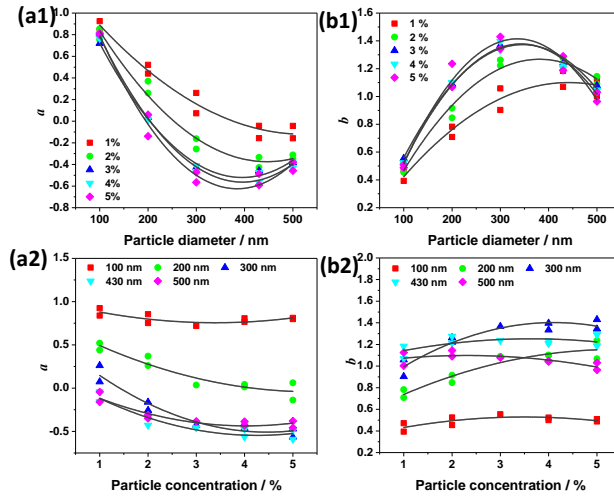 (a1)
1.0
0.8
0.6
0.4
0.2
0.0
-0.2
-0.4
-0.6
-0.8
a
1%
2%
3%
4%
5%
100 200 300 400 500
Particle diameter / nm
(b1)
1.6
1.4
1.2
1.0
0.8
0.6
0.4
0.2
b
1 %
2 %
3 %
4 %
5 %
100 200 300 400 500
Particle diameter / nm
(a2)
1.5
1.0
0.5
0.0
-0.5
a
100 nm 200 nm 300 nm
430 nm 500 nm
1 2 3 4 5
Particle concentration / %
(b2)
2.0
1.8
1.6
1.4
1.2
1.0
0.8
0.6
0.4
0.2
0.0
b
100 nm 200 nm 300 nm
430 nm 500 nm
1 2 3 4 5
Particle concentration / %